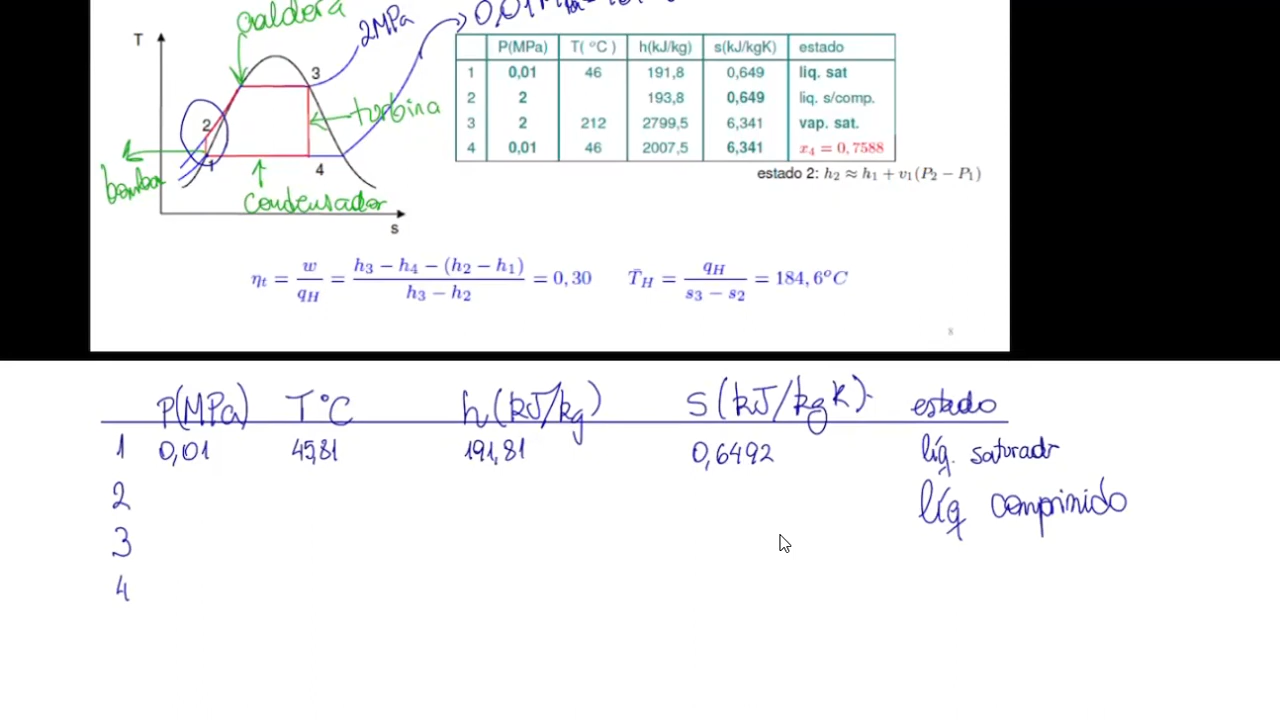 caldera
2MPa
0,01 MPa
T
P(MPa) T( °C ) h(kJ/kg) s(kJ/kgK) estado
1 0,01 46 191,8 0,649 liq. sat
2 2 193,8 0,649 liq. s/comp.
3 2 212 2799,5 6,341 vap. sat.
4 0,01 46 2007,5 6,341 x₄ = 0,7588
estado 2: h₂ ≈ h₁ + v₁(P₂ − P₁)
3
2
turbina
1
4
bomba
condensador
s
ηt = w/qH = (h₃ − h₄ − (h₂ − h₁))/(h₃ − h₂) = 0,30 T̄H = qH/(s₃ − s₂) = 184,6°C
8
P(MPa) T°C h(kJ/kg) S(kJ/kgK) estado
1 0,01 45,81 191,81 0,6492 líq. saturado
2 líq comprimido
3
4